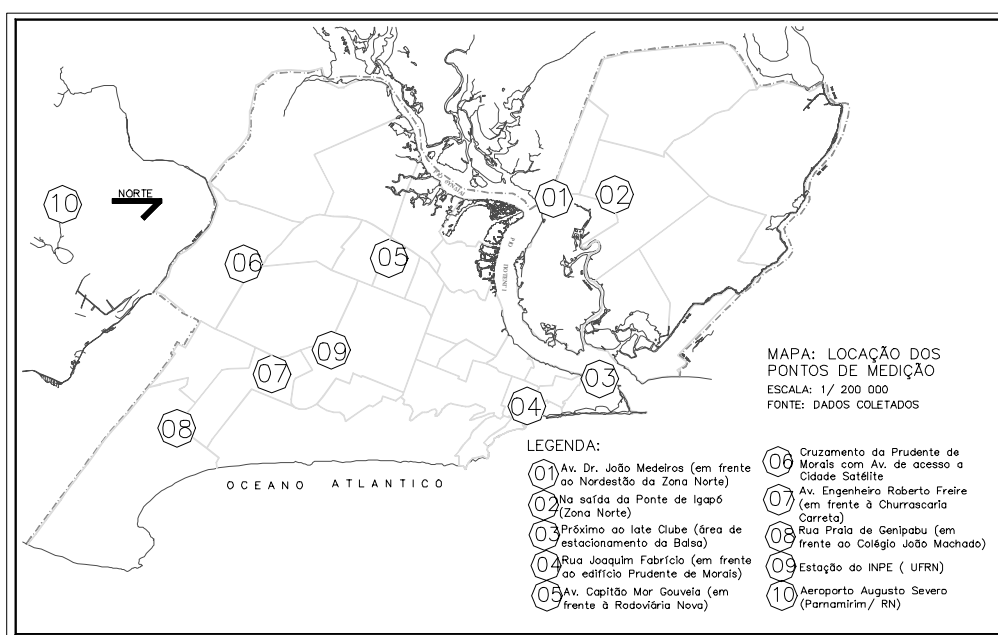 10
NORTE
01
02
05
06
09
07
08
03
04
RIO
POTENGI
OCEANO ATLANTICO
MAPA: LOCAÇÃO DOS
PONTOS DE MEDIÇÃO
ESCALA: 1/ 200 000
FONTE: DADOS COLETADOS
LEGENDA:
01 Av. Dr. João Medeiros (em frente
ao Nordestão da Zona Norte)
02 Na saída da Ponte de Igapó
(Zona Norte)
03 Próximo ao Iate Clube (área de
estacionamento da Balsa)
04 Rua Joaquim Fabrício (em frente
ao edifício Prudente de Morais)
05 Av. Capitão Mor Gouveia (em
frente à Rodoviária Nova)
06 Cruzamento da Prudente de
Morais com Av. de acesso a
Cidade Satélite
07 Av. Engenheiro Roberto Freire
(em frente à Churrascaria
Carreta)
08 Rua Praia de Genipabu (em
frente ao Colégio João Machado)
09 Estação do INPE ( UFRN)
10 Aeroporto Augusto Severo
(Parnamirim/ RN)